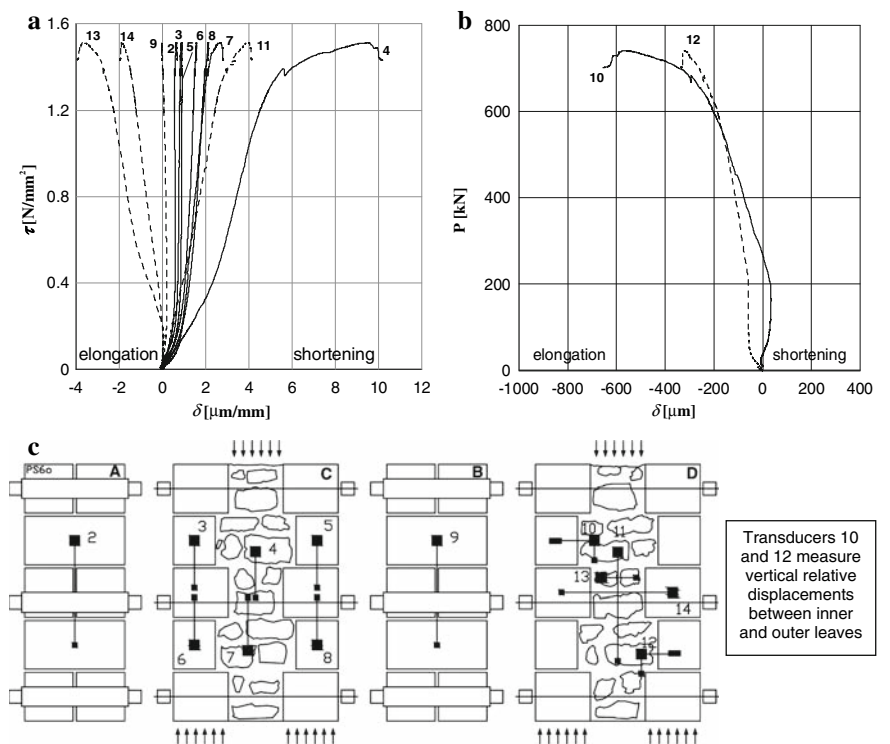 a
1.6
1.2
0.8
0.4
0
τ[N/mm²]
13 14 9 2 3 5 6 8 7 11 4
elongation
shortening
-4 -2 0 2 4 6 8 10 12
δ[μm/mm]
b
800
600
400
200
0
P [kN]
10
12
elongation
shortening
-1000 -800 -600 -400 -200 0 200 400
δ[μm]
c
PS6o
A
2
C
3
4
5
6
7
8
B
9
D
10
11
13
14
12
Transducers 10
and 12 measure
vertical relative
displacements
between inner
and outer leaves